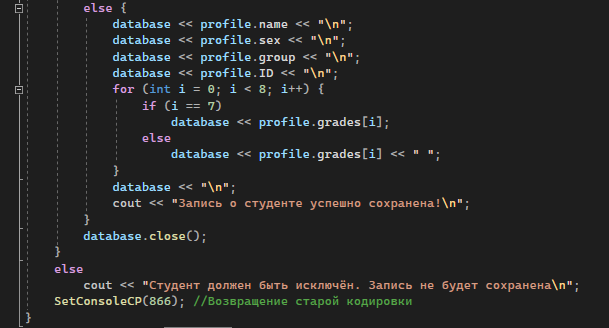 else {
database << profile.name << "\n";
database << profile.sex << "\n";
database << profile.group << "\n";
database << profile.ID << "\n";
for (int i = 0; i < 8; i++) {
if (i == 7)
database << profile.grades[i];
else
database << profile.grades[i] << " ";
}
database << "\n";
cout << "Запись о студенте успешно сохранена!\n";
}
database.close();
}
else
cout << "Студент должен быть исключён. Запись не будет сохранена\n";
SetConsoleCP(866); //Возвращение старой кодировки
}